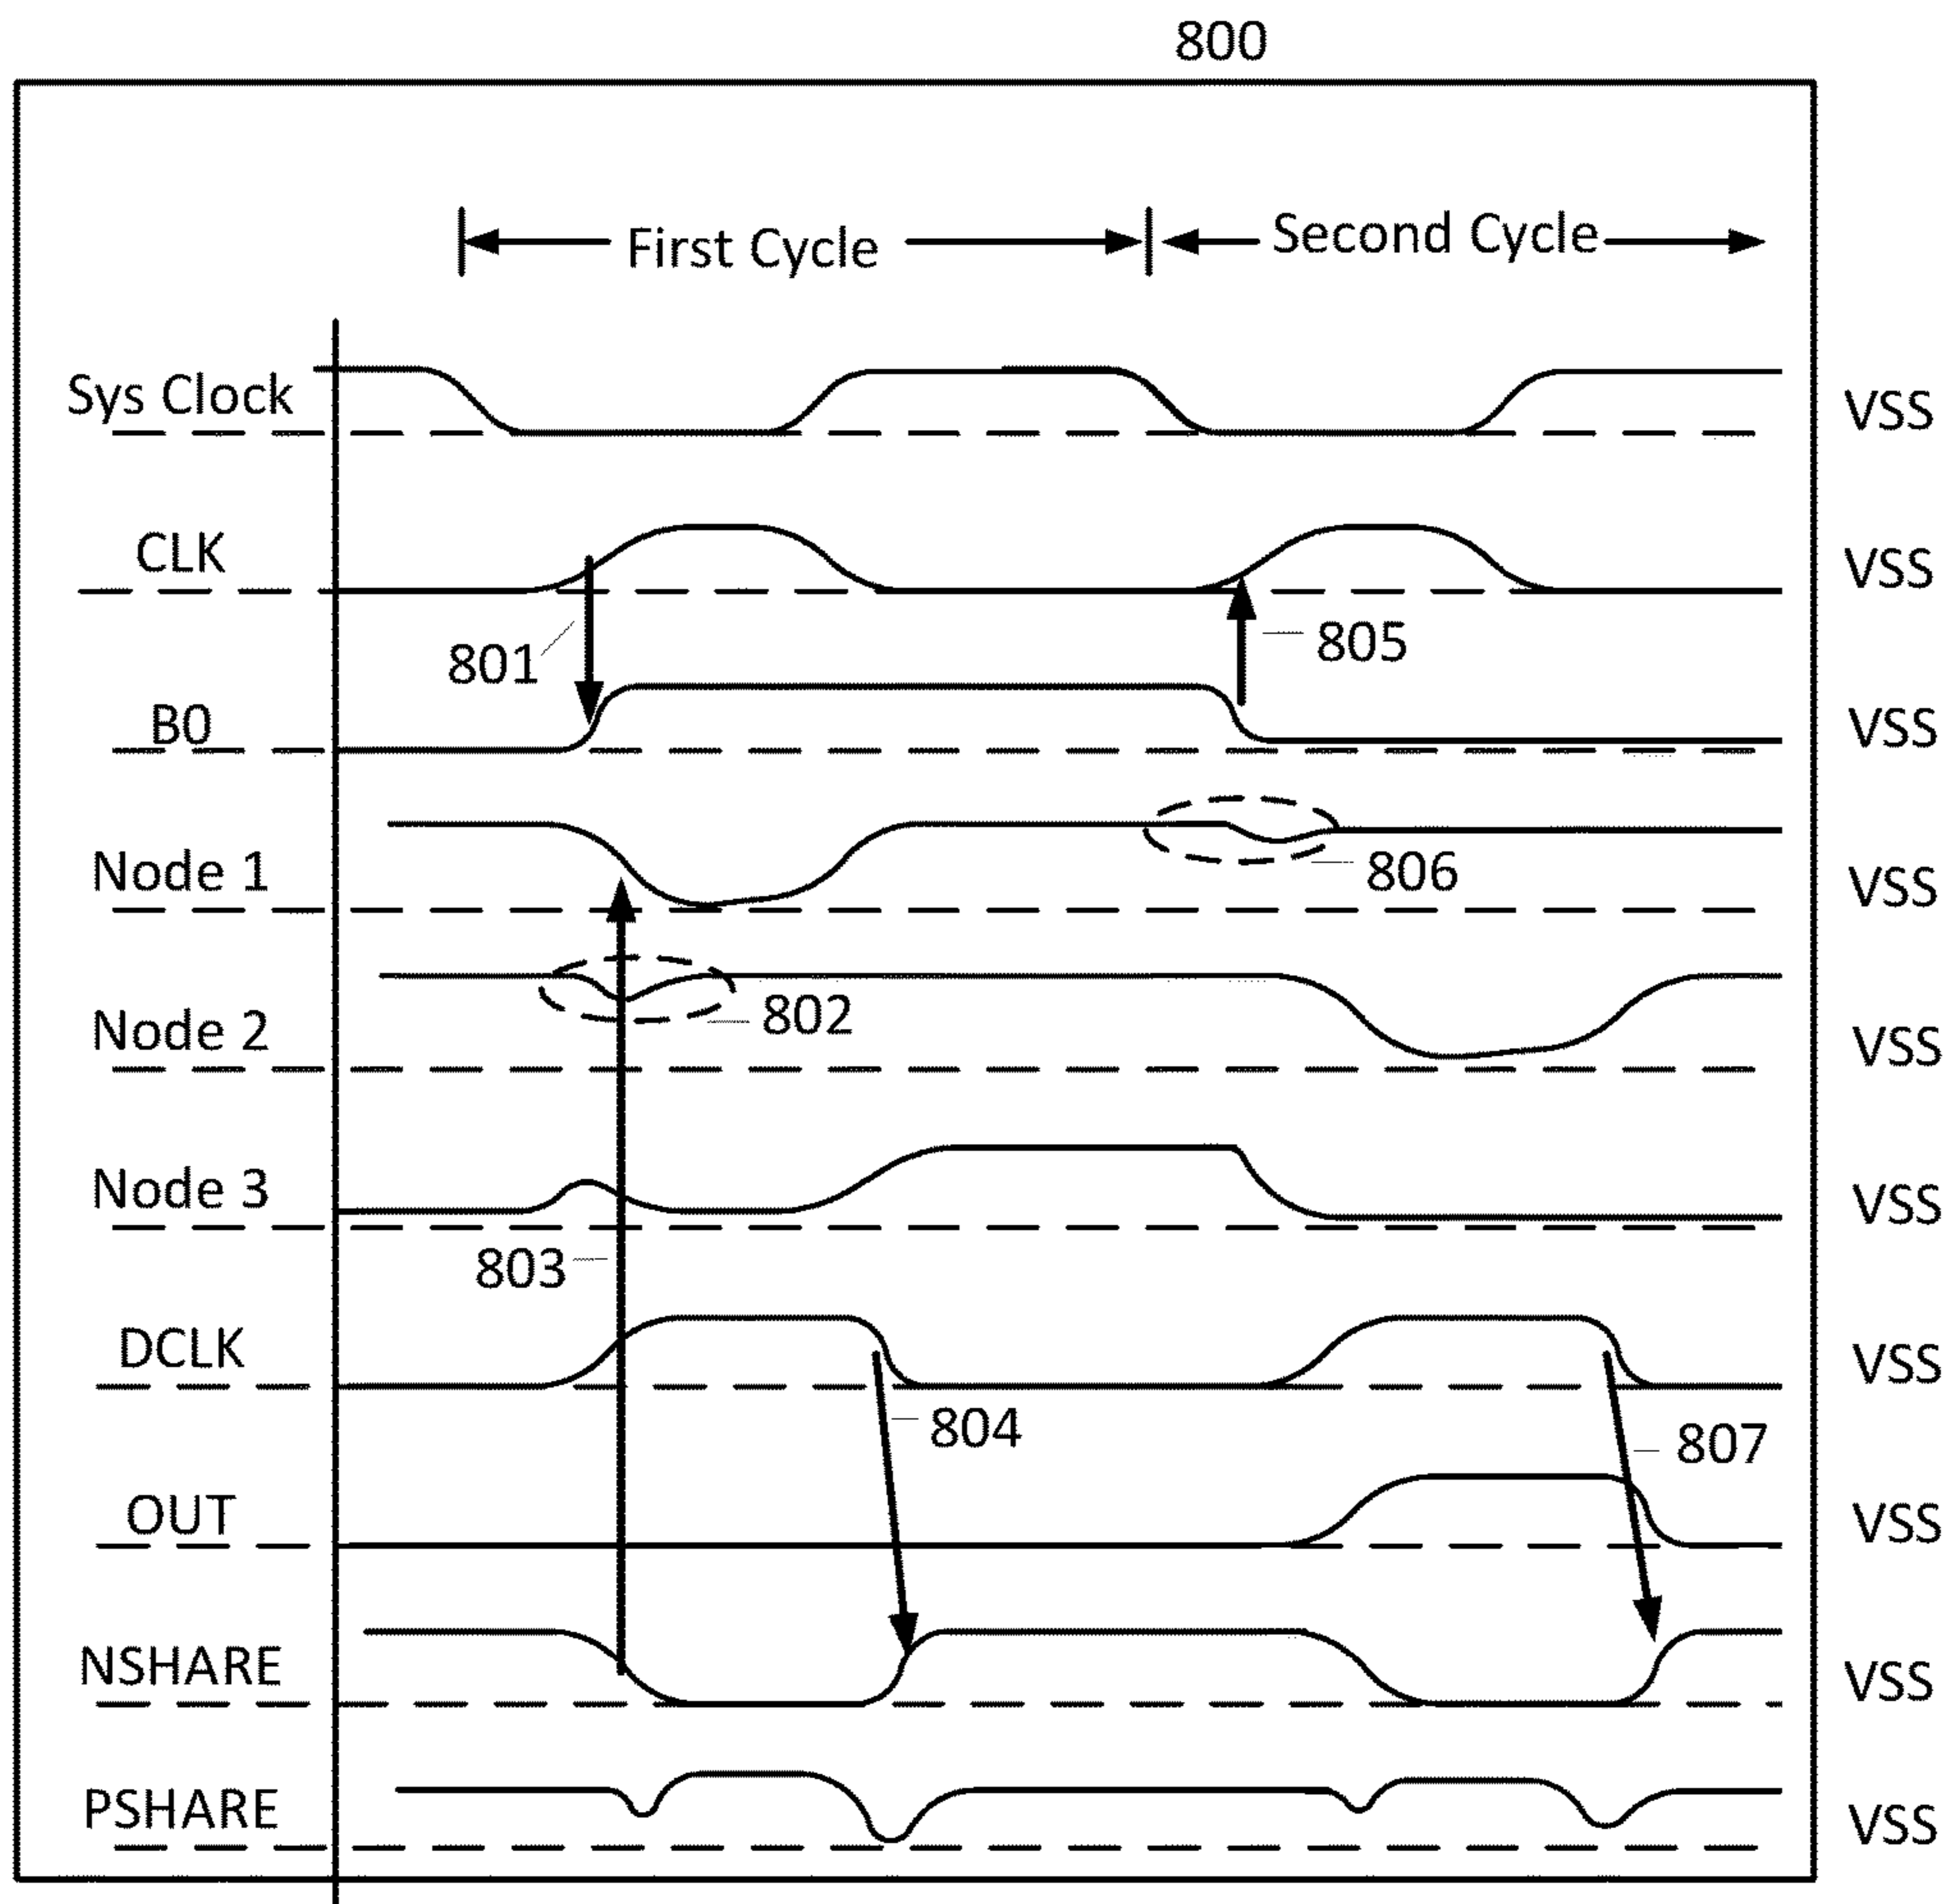 800
First Cycle
Second Cycle
Sys Clock
VSS
CLK
VSS
801
805
B0
VSS
Node 1
806
VSS
Node 2
802
VSS
Node 3
VSS
803
DCLK
VSS
804
807
OUT
VSS
NSHARE
VSS
PSHARE
VSS